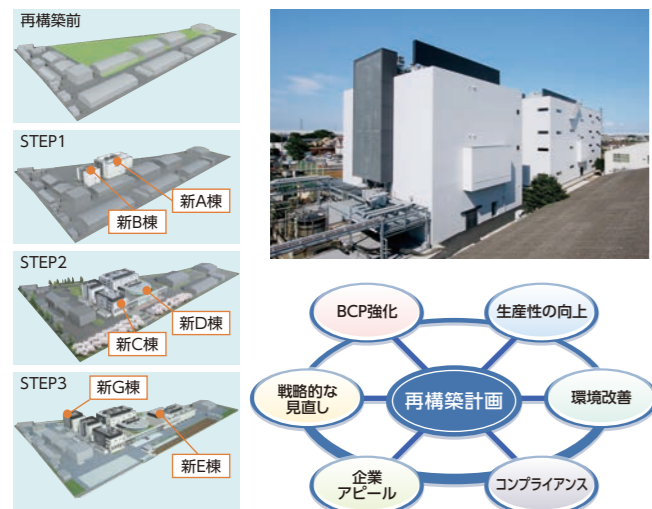 再構築前
STEP1
新A棟
新B棟
STEP2
新D棟
新C棟
STEP3
新G棟
新E棟
BCP強化
生産性の向上
戦略的な
見直し
再構築計画
環境改善
企業
アピール
コンプライアンス